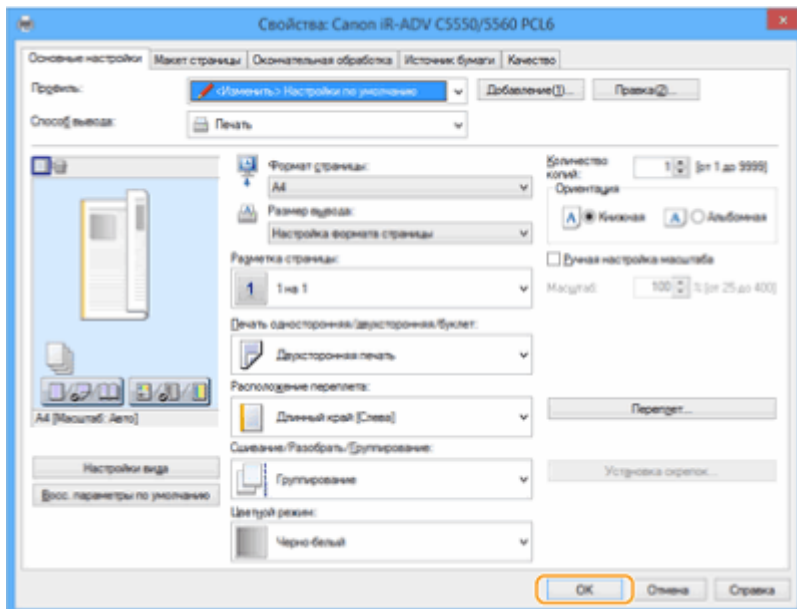 Свойства: Canon iR-ADV C5550/5560 PCL6
Основные настройки Макет страницы Окончательная обработка Источник бумаги Качество
Профиль: <Изменить> Настройки по умолчанию Добавление(1)... Правка(2)...
Способ вывода: Печать
Формат страницы:
A4
Размер вывода:
Настройка формата страницы
Количество копий: 1 [от 1 до 9999]
Ориентация
A Книжная A Альбомная
Разметка страницы:
1 1 на 1
Ручная настройка масштаба
Масштаб: 100 % [от 25 до 400]
Печать односторонняя/двухсторонняя/буклет:
Двухсторонняя печать
A4 [Масштаб: Авто]
Расположение переплета:
Длинный край [Слева]
Переплет...
Настройки вида
Восс. параметры по умолчанию
Сшивание/Разобрать/Группирование:
Группирование
Установка скрепок...
Цветной режим:
Черно-белый
OK Отмена Справка